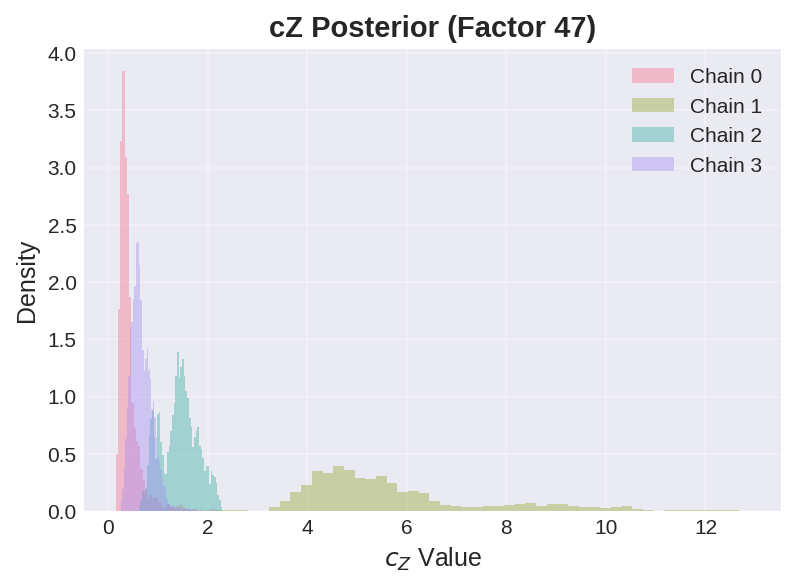 cZ Posterior (Factor 47)
Chain 0
Chain 1
Chain 2
Chain 3
Density
4.0
3.5
3.0
2.5
2.0
1.5
1.0
0.5
0.0
0 2 4 6 8 10 12
c_Z Value